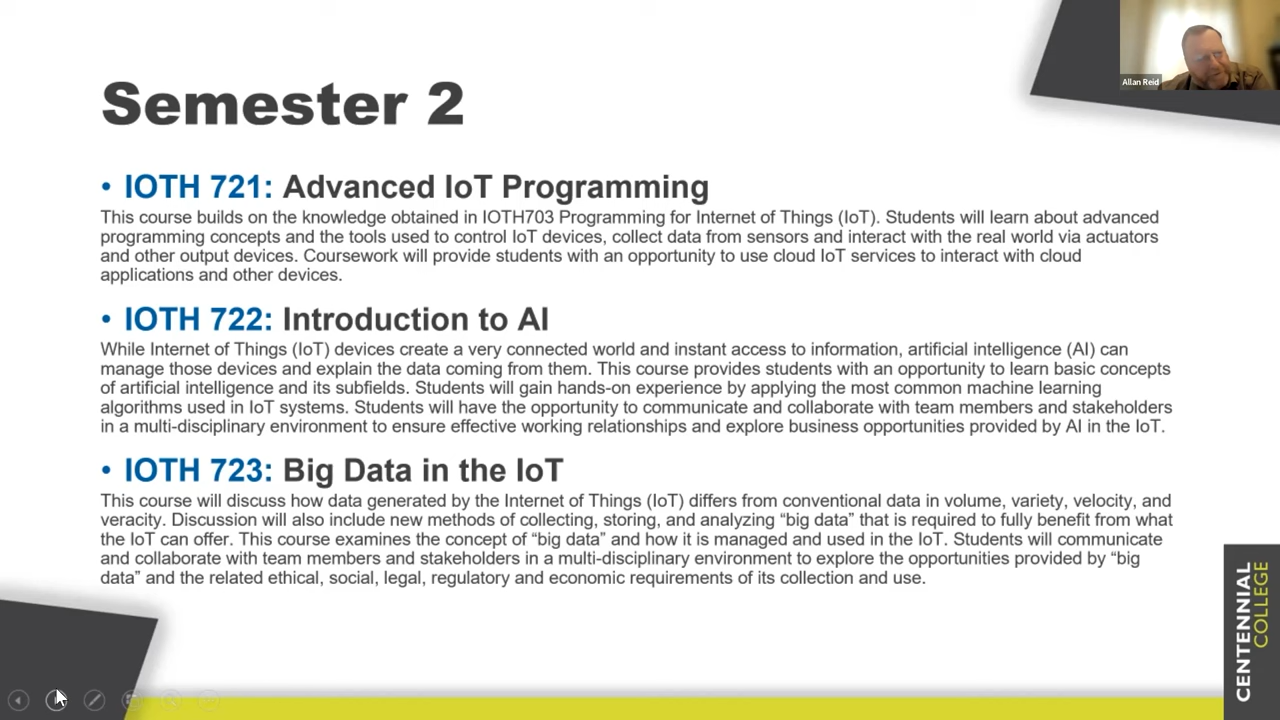 Allan Reid
Semester 2
• IOTH 721: Advanced IoT Programming
This course builds on the knowledge obtained in IOTH703 Programming for Internet of Things (IoT). Students will learn about advanced
programming concepts and the tools used to control IoT devices, collect data from sensors and interact with the real world via actuators
and other output devices. Coursework will provide students with an opportunity to use cloud IoT services to interact with cloud
applications and other devices.
• IOTH 722: Introduction to AI
While Internet of Things (IoT) devices create a very connected world and instant access to information, artificial intelligence (AI) can
manage those devices and explain the data coming from them. This course provides students with an opportunity to learn basic concepts
of artificial intelligence and its subfields. Students will gain hands-on experience by applying the most common machine learning
algorithms used in IoT systems. Students will have the opportunity to communicate and collaborate with team members and stakeholders
in a multi-disciplinary environment to ensure effective working relationships and explore business opportunities provided by AI in the IoT.
• IOTH 723: Big Data in the IoT
This course will discuss how data generated by the Internet of Things (IoT) differs from conventional data in volume, variety, velocity, and
veracity. Discussion will also include new methods of collecting, storing, and analyzing “big data” that is required to fully benefit from what
the IoT can offer. This course examines the concept of “big data” and how it is managed and used in the IoT. Students will communicate
and collaborate with team members and stakeholders in a multi-disciplinary environment to explore the opportunities provided by “big
data” and the related ethical, social, legal, regulatory and economic requirements of its collection and use.
CENTENNIAL
COLLEGE